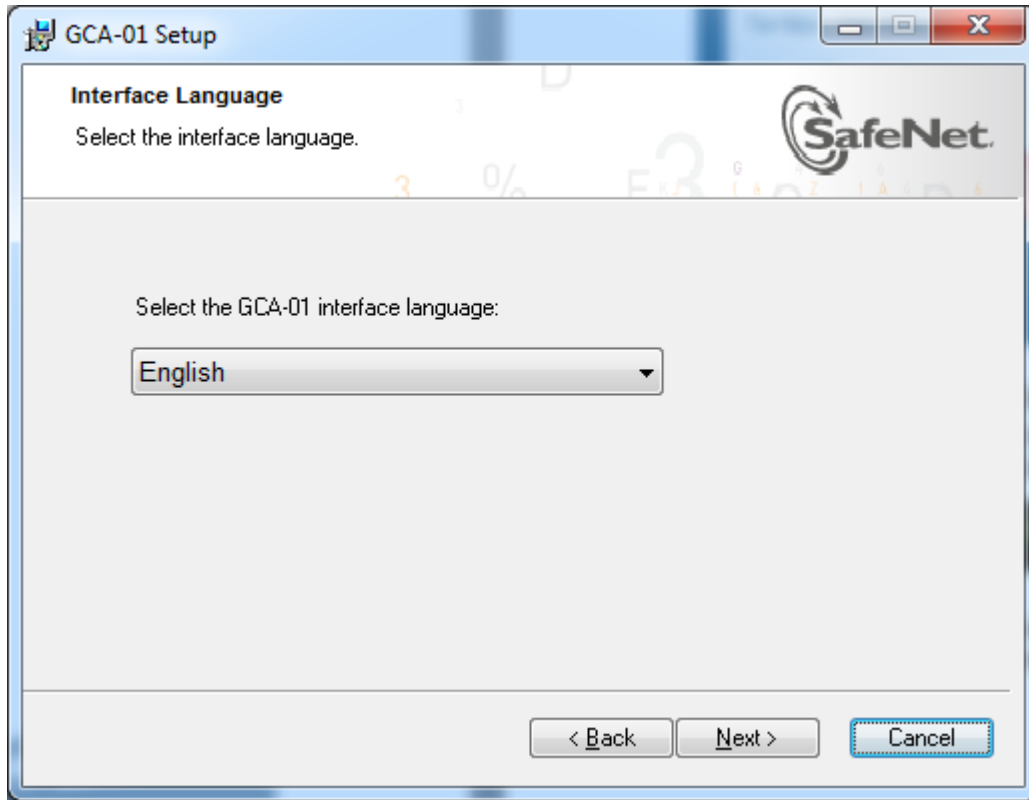 GCA-01 Setup
Interface Language
Select the interface language.
SafeNet.
Select the GCA-01 interface language:
English
< Back
Next >
Cancel